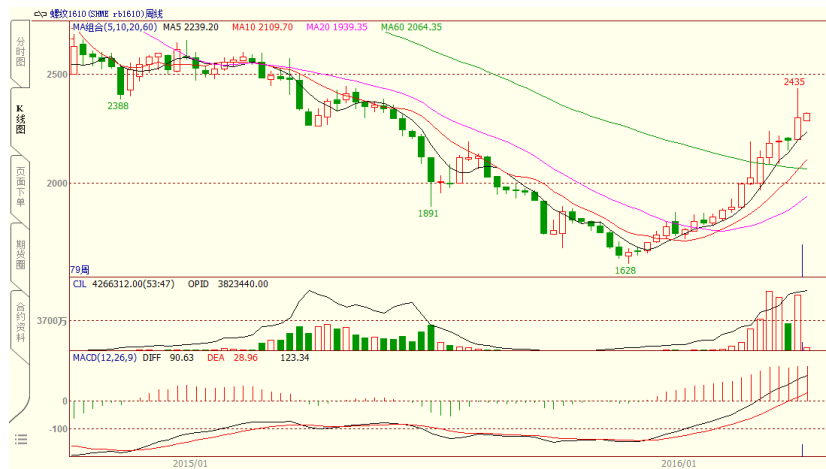 螺纹1610(SHME rb1610)周线
MA组合(5,10,20,60) MA5 2239.20 MA10 2109.70 MA20 1939.35 MA60 2064.35
分时图
K线图
页面下单
期货圈
合约资料
2500
2000
2388
1891
1628
2435
79周
CJL 4266312.00(53:47) OPID 3823440.00
3700万
MACD(12,26,9) DIFF 90.63 DEA 28.96 123.34
0
-100
2015/01
2016/01